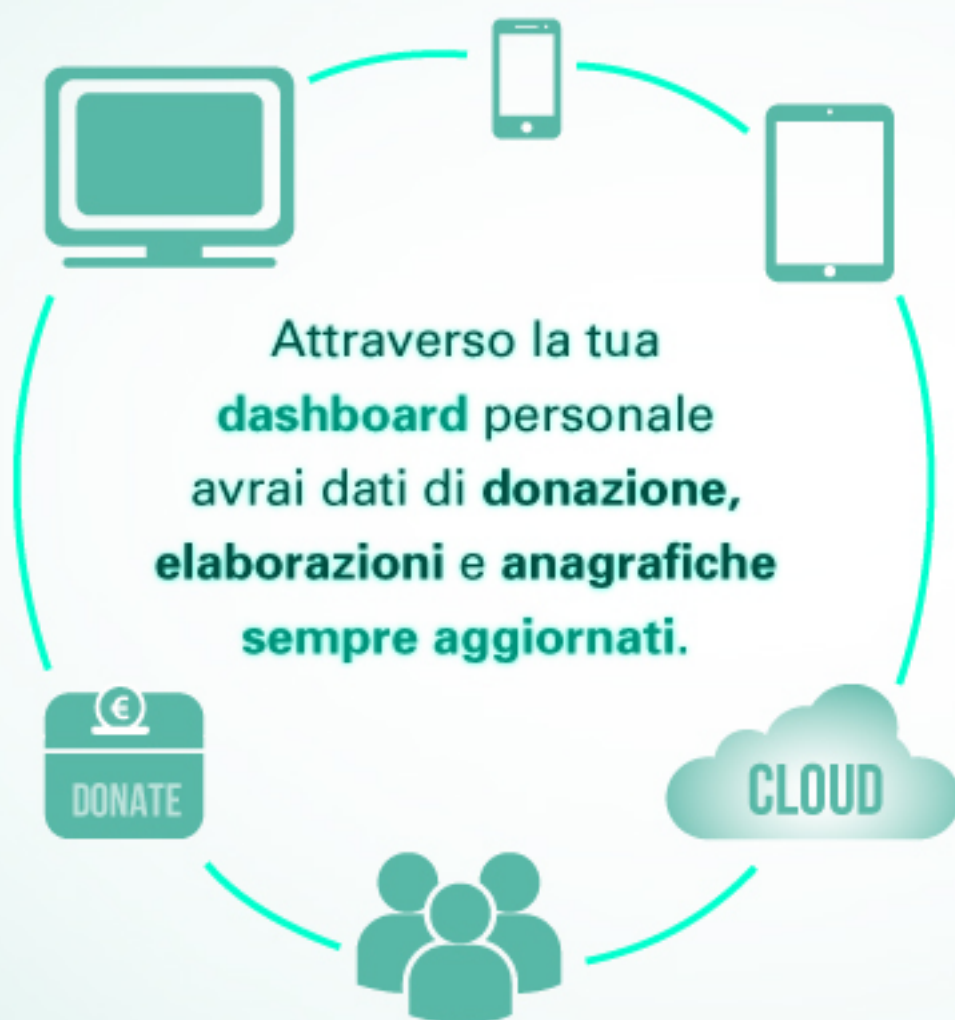 Attraverso la tua
dashboard personale
avrai dati di donazione,
elaborazioni e anagrafiche
sempre aggiornati.
€
DONATE
CLOUD